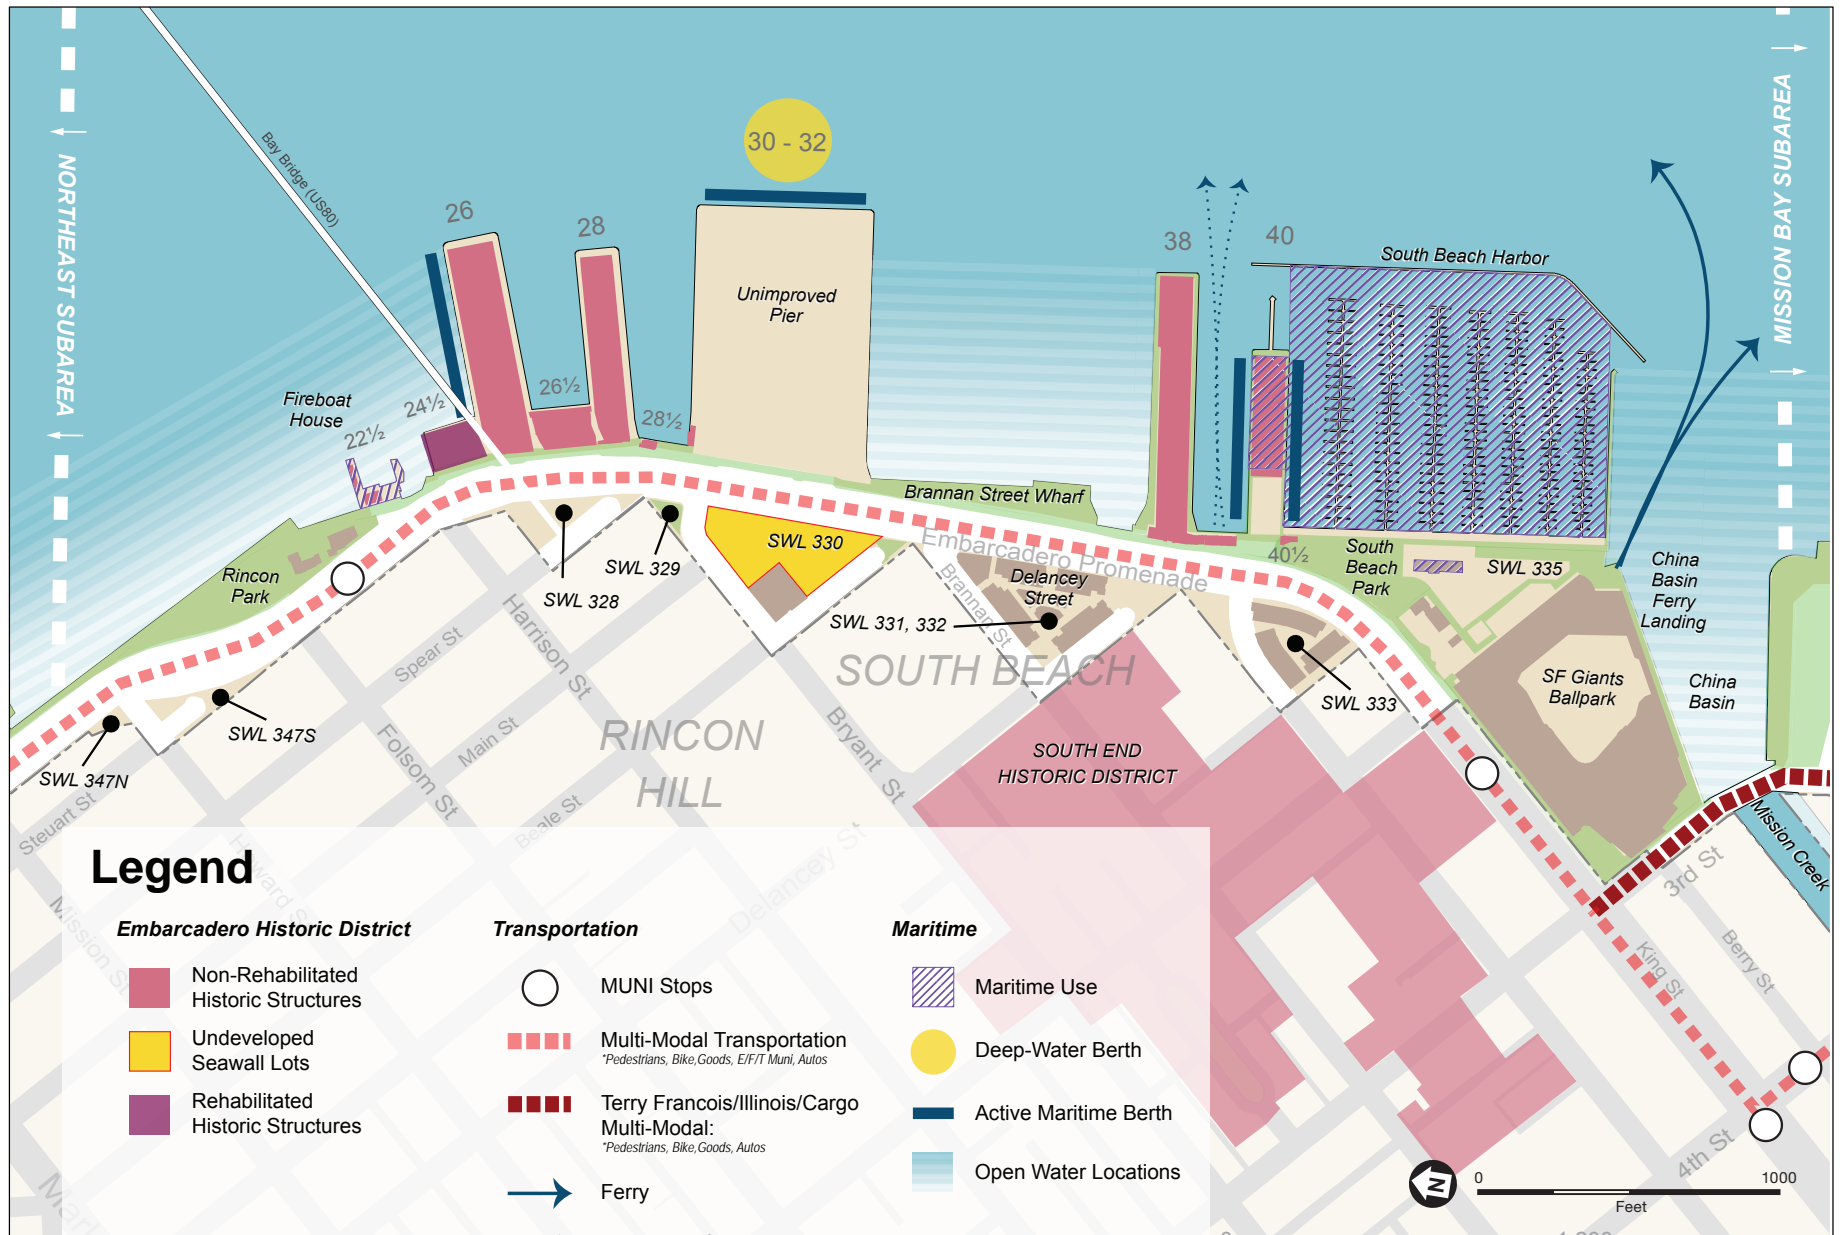 NORTHEAST SUBAREA
MISSION BAY SUBAREA
Bay Bridge (US80)
30 - 32
26
28
38
40
South Beach Harbor
Unimproved
Pier
Fireboat
House
22½
24½
26½
28½
Brannan Street Wharf
Embarcadero Promenade
40½
South
Beach
Park
SWL 335
China
Basin
Ferry
Landing
Rincon
Park
SWL 328
SWL 329
SWL 330
Delancey
Street
SWL 331, 332
Brannan St
SOUTH BEACH
SWL 333
SF Giants
Ballpark
China
Basin
SWL 347S
SWL 347N
Spear St
Harrison St
Main St
Folsom St
Beale St
Steuart St
RINCON
HILL
Bryant St
SOUTH END
HISTORIC DISTRICT
Mission Creek
3rd St
King St
Berry St
4th St
Howard St
Mission St
Delancey St
Legend
Embarcadero Historic District
Non-Rehabilitated
Historic Structures
Undeveloped
Seawall Lots
Rehabilitated
Historic Structures
Transportation
MUNI Stops
Multi-Modal Transportation
*Pedestrians, Bike,Goods, E/F/T Muni, Autos
Terry Francois/Illinois/Cargo
Multi-Modal:
*Pedestrians, Bike,Goods, Autos
Ferry
Maritime
Maritime Use
Deep-Water Berth
Active Maritime Berth
Open Water Locations
N
0
1000
Feet